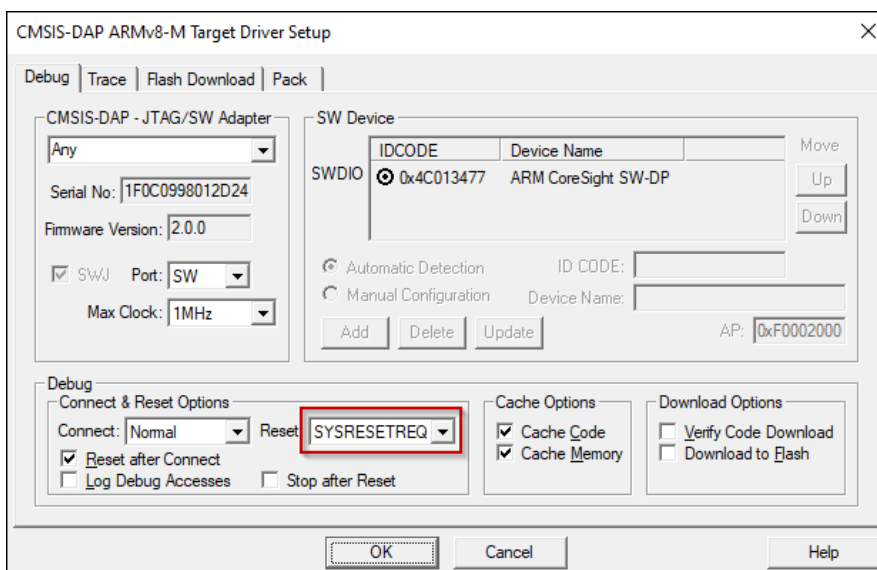 CMSIS-DAP ARMv8-M Target Driver Setup
Debug Trace Flash Download Pack
CMSIS-DAP - JTAG/SW Adapter
Any
Serial No: 1F0C0998012D24
Firmware Version: 2.0.0
SWJ Port: SW
Max Clock: 1MHz
SW Device
IDCODE Device Name
SWDIO 0x4C013477 ARM CoreSight SW-DP
Move
Up
Down
Automatic Detection ID CODE:
Manual Configuration Device Name:
Add Delete Update AP: 0xF0002000
Debug
Connect & Reset Options
Connect: Normal Reset SYSRESETREQ
Reset after Connect
Log Debug Accesses Stop after Reset
Cache Options
Cache Code
Cache Memory
Download Options
Verify Code Download
Download to Flash
OK Cancel Help